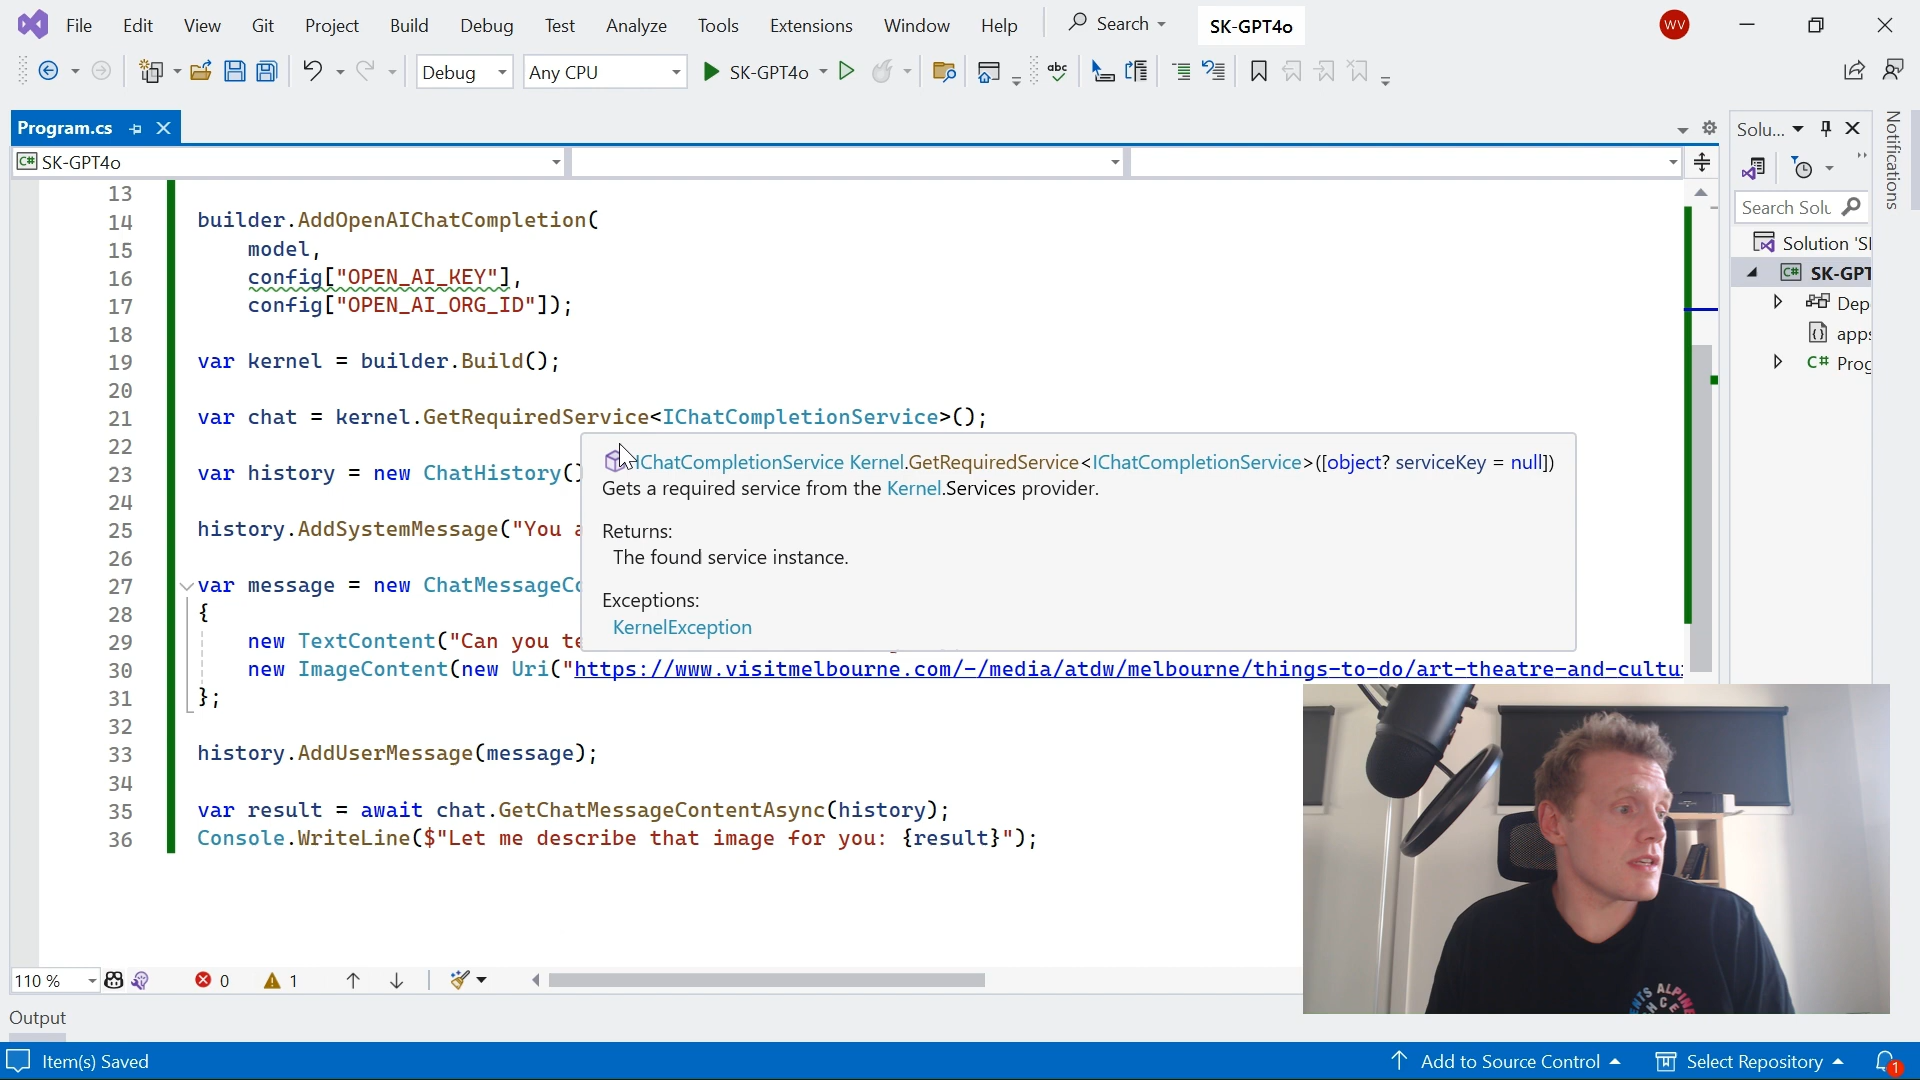 File Edit View Git Project Build Debug Test Analyze Tools Extensions Window Help Search SK-GPT4o WV
Debug Any CPU SK-GPT4o abc
Program.cs
Solu...
Notifications
C# SK-GPT4o
Search Solu
Solution 'SK
C# SK-GPT
Dep
apps
C# Prog
13
14 builder.AddOpenAIChatCompletion(
15 model,
16 config["OPEN_AI_KEY"],
17 config["OPEN_AI_ORG_ID"]);
18
19 var kernel = builder.Build();
20
21 var chat = kernel.GetRequiredService<IChatCompletionService>();
22
IChatCompletionService Kernel.GetRequiredService<IChatCompletionService>([object? serviceKey = null])
23 var history = new ChatHistory()
Gets a required service from the Kernel.Services provider.
24
25 history.AddSystemMessage("You a
Returns:
The found service instance.
26
27 var message = new ChatMessageCo
Exceptions:
KernelException
28 {
29 new TextContent("Can you te
30 new ImageContent(new Uri("https://www.visitmelbourne.com/-/media/atdw/melbourne/things-to-do/art-theatre-and-cultu
31 };
32
33 history.AddUserMessage(message);
34
35 var result = await chat.GetChatMessageContentAsync(history);
36 Console.WriteLine($"Let me describe that image for you: {result}");
110 % 0 1
Output
Item(s) Saved Add to Source Control Select Repository 1